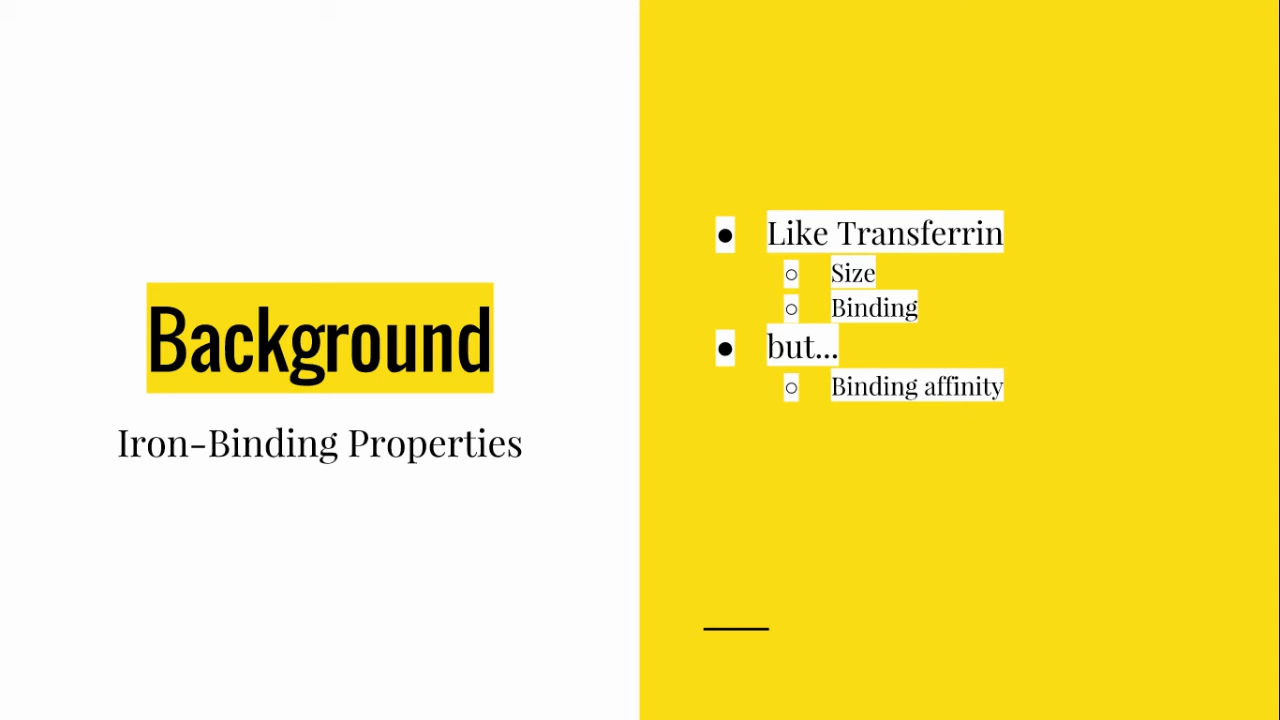 Background
Iron-Binding Properties
● Like Transferrin
○ Size
○ Binding
● but...
○ Binding affinity